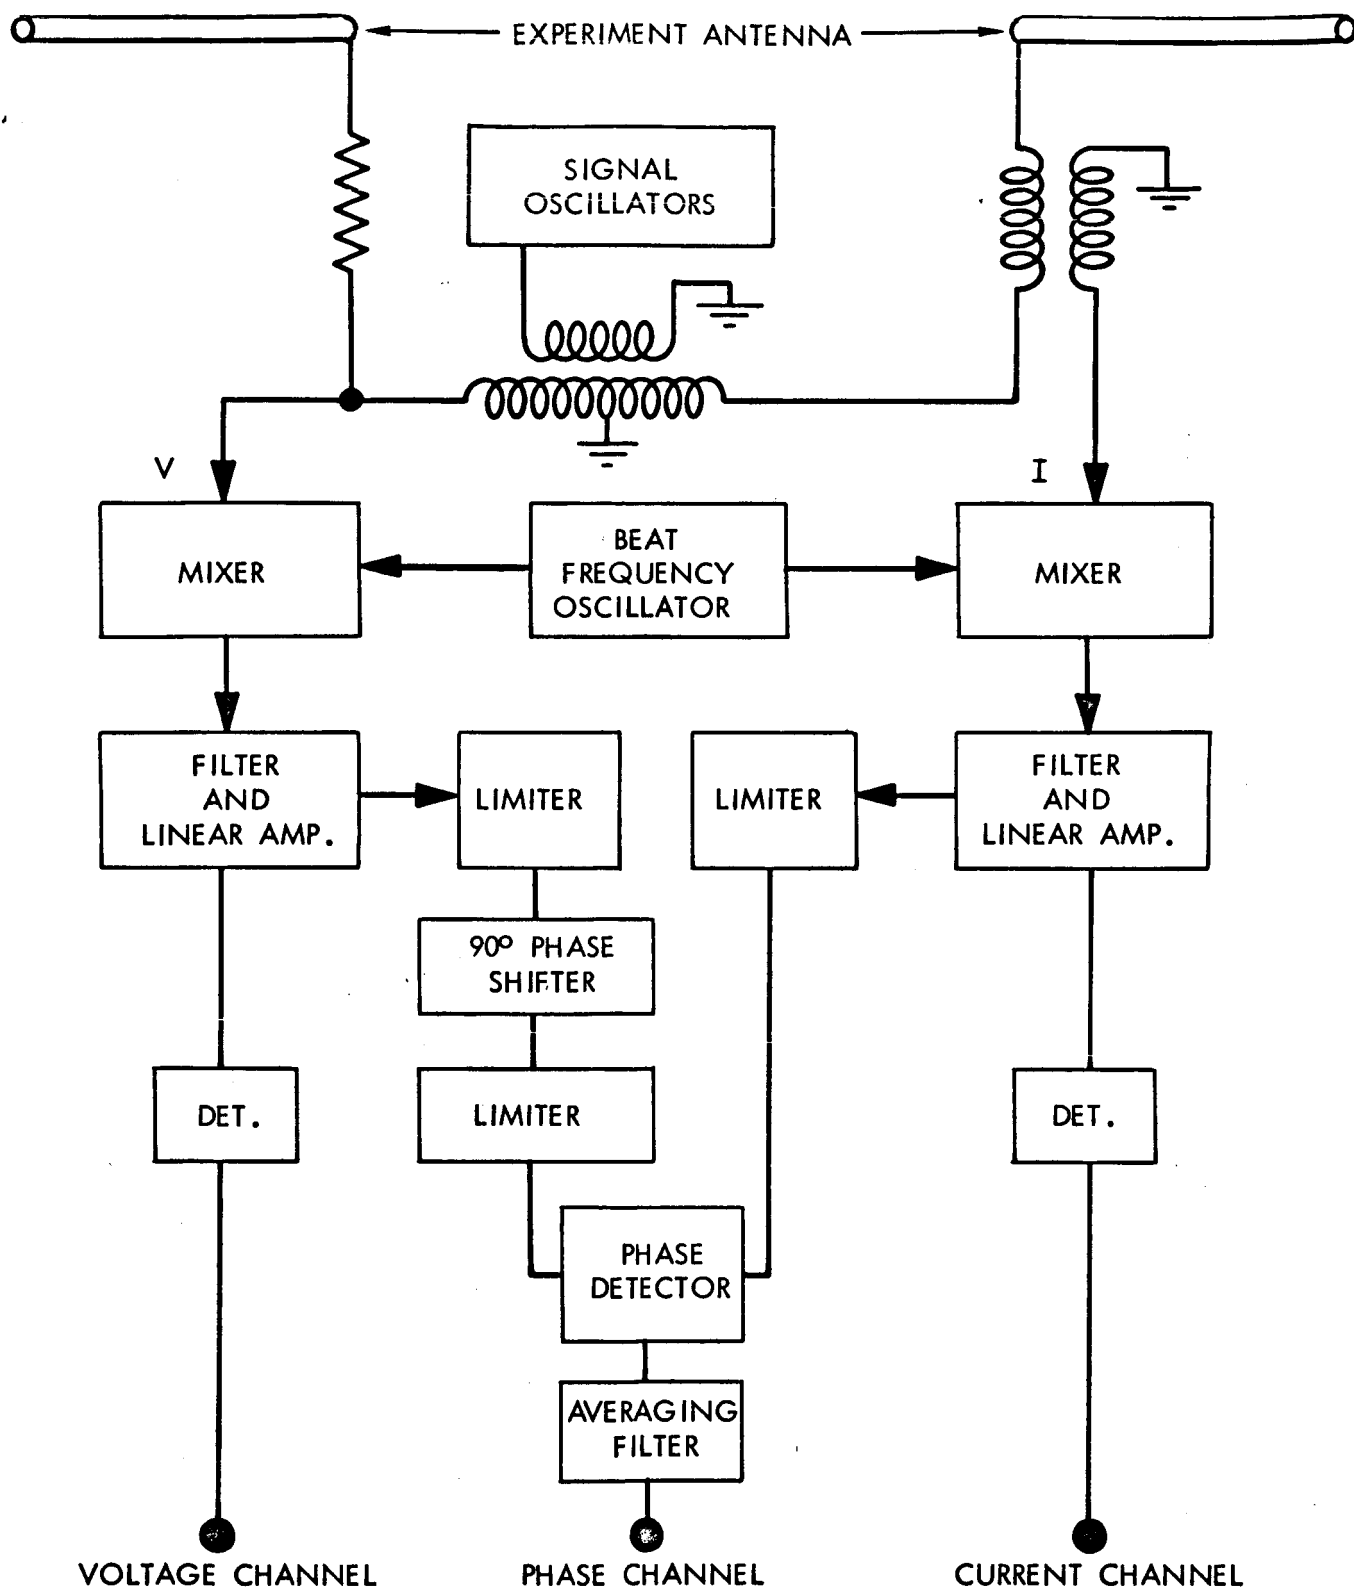 EXPERIMENT ANTENNA
SIGNAL
OSCILLATORS
V
I
MIXER
BEAT
FREQUENCY
OSCILLATOR
MIXER
FILTER
AND
LINEAR AMP.
LIMITER
LIMITER
FILTER
AND
LINEAR AMP.
90º PHASE
SHIFTER
DET.
LIMITER
DET.
PHASE
DETECTOR
AVERAGING
FILTER
VOLTAGE CHANNEL
PHASE CHANNEL
CURRENT CHANNEL